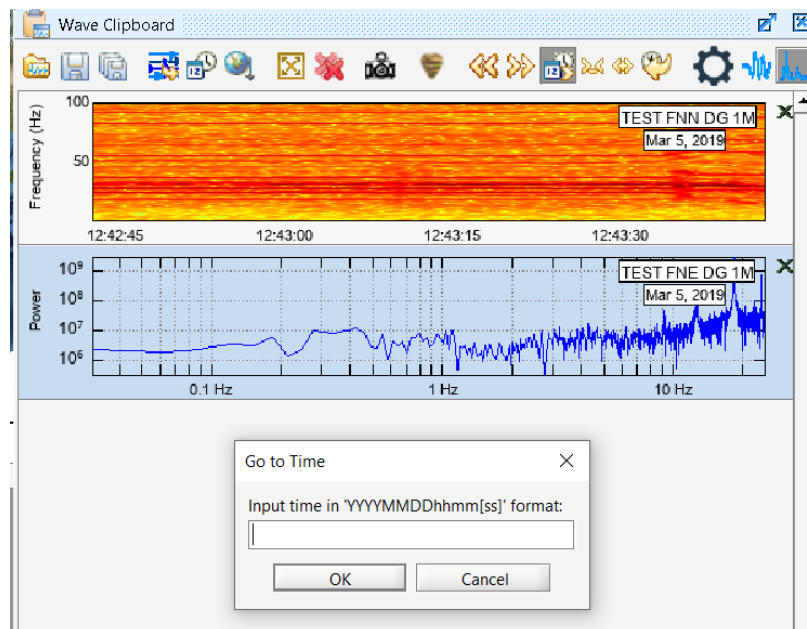 Wave Clipboard
100
TEST FNN DG 1M
Mar 5, 2019
Frequency (Hz)
50
12:42:45 12:43:00 12:43:15 12:43:30
10⁹
TEST FNE DG 1M
Mar 5, 2019
10⁸
Power
10⁷
10⁶
0.1 Hz 1 Hz 10 Hz
Go to Time
Input time in 'YYYYMMDDhhmm[ss]' format:
OK Cancel